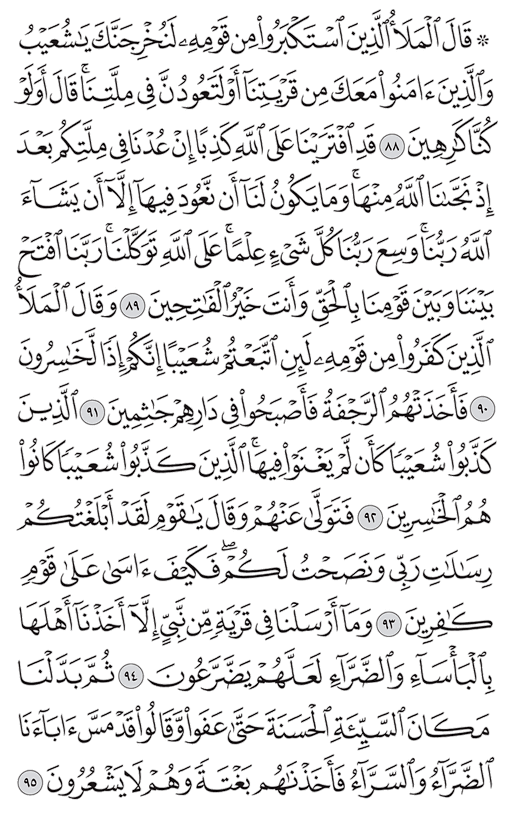 ۞ قَالَ ٱلْمَلَأُ ٱلَّذِينَ ٱسْتَكْبَرُوا۟ مِن قَوْمِهِۦ لَنُخْرِجَنَّكَ يَـٰشُعَيْبُ
وَٱلَّذِينَ ءَامَنُوا۟ مَعَكَ مِن قَرْيَتِنَآ أَوْ لَتَعُودُنَّ فِى مِلَّتِنَا ۚ قَالَ أَوَلَوْ
كُنَّا كَـٰرِهِينَ ٨٨ قَدِ ٱفْتَرَيْنَا عَلَى ٱللَّهِ كَذِبًا إِنْ عُدْنَا فِى مِلَّتِكُم بَعْدَ
إِذْ نَجَّىٰنَا ٱللَّهُ مِنْهَا ۚ وَمَا يَكُونُ لَنَآ أَن نَّعُودَ فِيهَآ إِلَّآ أَن يَشَآءَ
ٱللَّهُ رَبُّنَا ۚ وَسِعَ رَبُّنَا كُلَّ شَىْءٍ عِلْمًا ۚ عَلَى ٱللَّهِ تَوَكَّلْنَا ۚ رَبَّنَا ٱفْتَحْ
بَيْنَنَا وَبَيْنَ قَوْمِنَا بِٱلْحَقِّ وَأَنتَ خَيْرُ ٱلْفَـٰتِحِينَ ٨٩ وَقَالَ ٱلْمَلَأُ
ٱلَّذِينَ كَفَرُوا۟ مِن قَوْمِهِۦ لَئِنِ ٱتَّبَعْتُمْ شُعَيْبًا إِنَّكُمْ إِذًا لَّخَـٰسِرُونَ
٩٠ فَأَخَذَتْهُمُ ٱلرَّجْفَةُ فَأَصْبَحُوا۟ فِى دَارِهِمْ جَـٰثِمِينَ ٩١ ٱلَّذِينَ
كَذَّبُوا۟ شُعَيْبًا كَأَن لَّمْ يَغْنَوْا۟ فِيهَا ۚ ٱلَّذِينَ كَذَّبُوا۟ شُعَيْبًا كَانُوا۟
هُمُ ٱلْخَـٰسِرِينَ ٩٢ فَتَوَلَّىٰ عَنْهُمْ وَقَالَ يَـٰقَوْمِ لَقَدْ أَبْلَغْتُكُمْ
رِسَـٰلَـٰتِ رَبِّى وَنَصَحْتُ لَكُمْ ۖ فَكَيْفَ ءَاسَىٰ عَلَىٰ قَوْمٍ
كَـٰفِرِينَ ٩٣ وَمَآ أَرْسَلْنَا فِى قَرْيَةٍ مِّن نَّبِىٍّ إِلَّآ أَخَذْنَآ أَهْلَهَا
بِٱلْبَأْسَآءِ وَٱلضَّرَّآءِ لَعَلَّهُمْ يَضَّرَّعُونَ ٩٤ ثُمَّ بَدَّلْنَا
مَكَانَ ٱلسَّيِّئَةِ ٱلْحَسَنَةَ حَتَّىٰ عَفَوا۟ وَّقَالُوا۟ قَدْ مَسَّ ءَابَآءَنَا
ٱلضَّرَّآءُ وَٱلسَّرَّآءُ فَأَخَذْنَـٰهُم بَغْتَةً وَهُمْ لَا يَشْعُرُونَ ٩٥